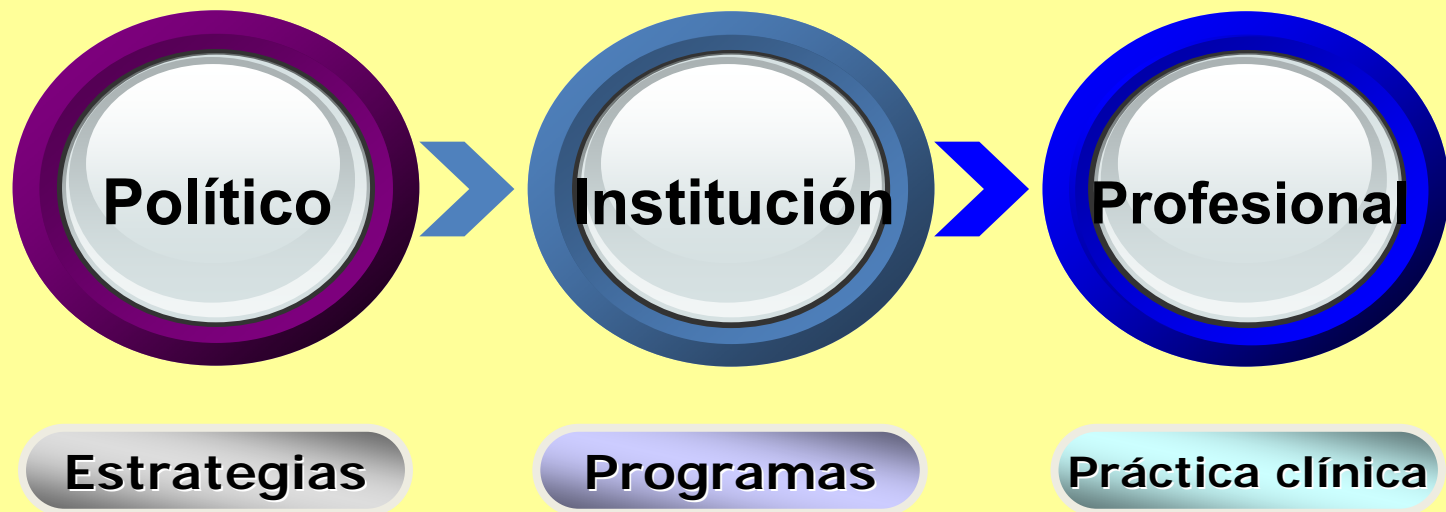 Político
Institución
Profesional
Estrategias
Programas
Práctica clínica